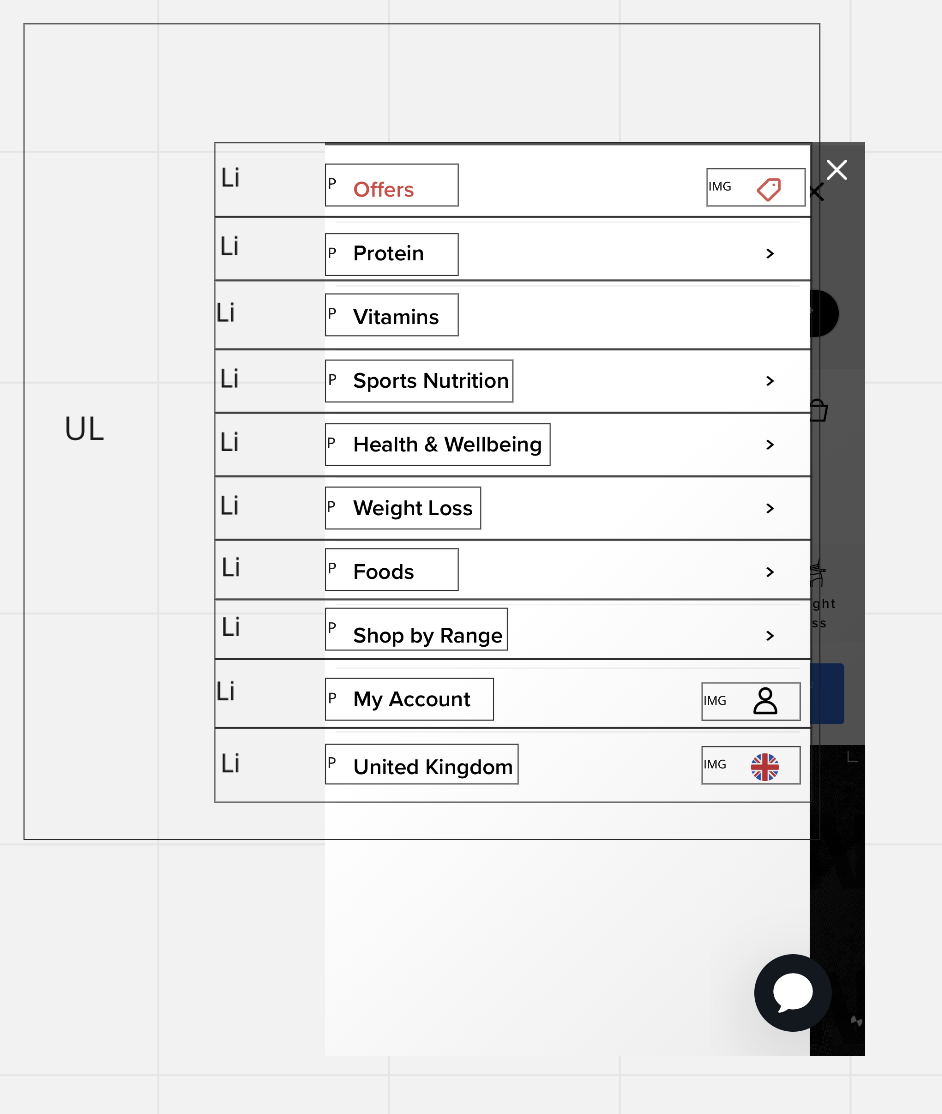 Li P Offers IMG
Li P Protein
Li P Vitamins
Li P Sports Nutrition
UL
Li P Health & Wellbeing
Li P Weight Loss
Li P Foods
ght
ss
Li P Shop by Range
Li P My Account IMG
Li P United Kingdom IMG